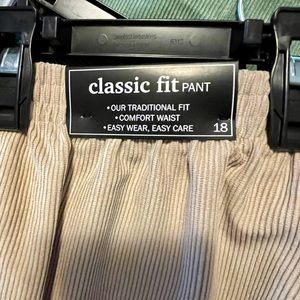 classic fit PANT
• OUR TRADITIONAL FIT
• COMFORT WAIST
• EASY WEAR, EASY CARE
18